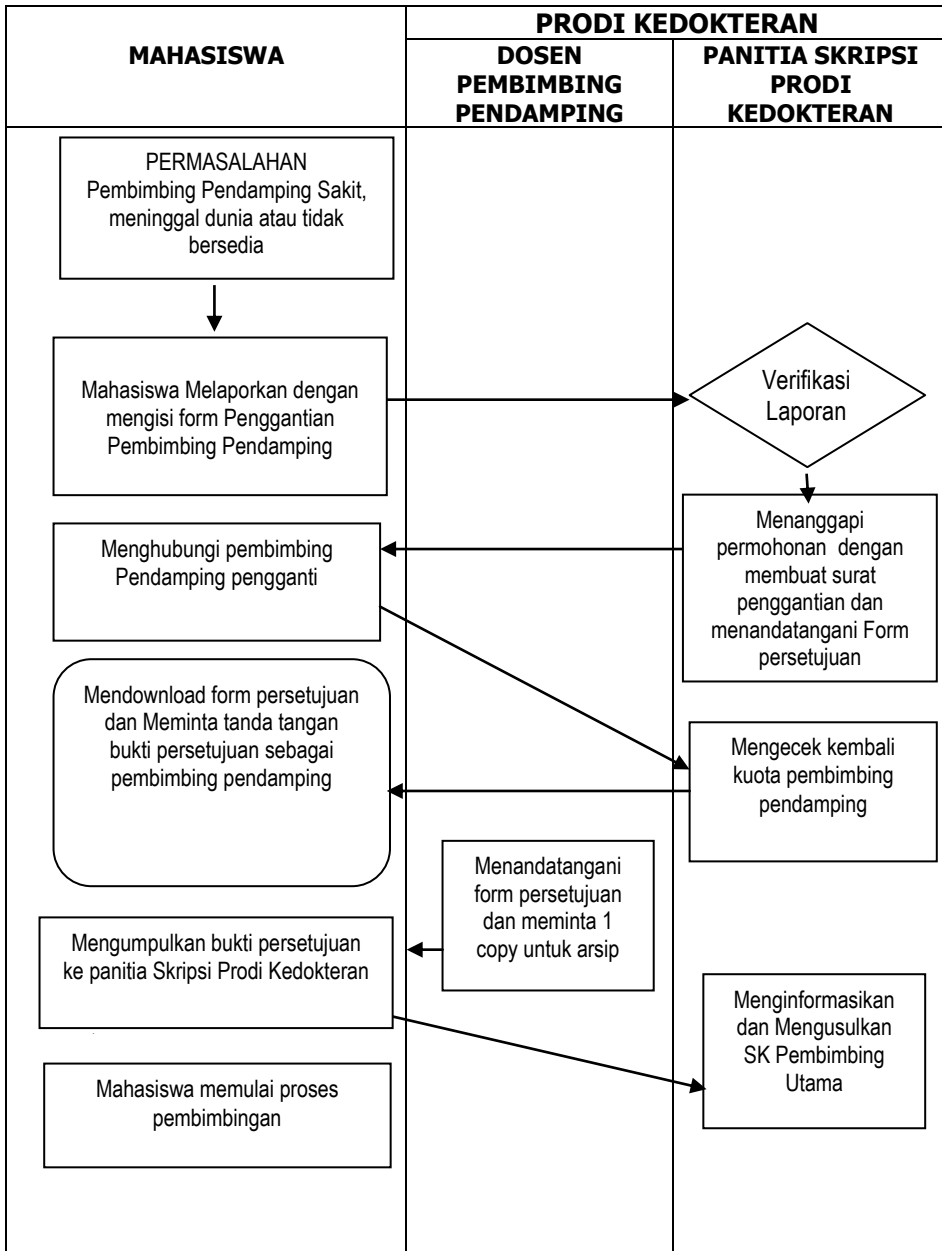 MAHASISWA
PRODI KEDOKTERAN
DOSEN
PEMBIMBING
PENDAMPING
PANITIA SKRIPSI
PRODI
KEDOKTERAN
PERMASALAHAN
Pembimbing Pendamping Sakit,
meninggal dunia atau tidak
bersedia
Mahasiswa Melaporkan dengan
mengisi form Penggantian
Pembimbing Pendamping
Verifikasi
Laporan
Menanggapi
permohonan dengan
membuat surat
penggantian dan
menandatangani Form
persetujuan
Menghubungi pembimbing
Pendamping pengganti
Mengecek kembali
kuota pembimbing
pendamping
Mendownload form persetujuan
dan Meminta tanda tangan
bukti persetujuan sebagai
pembimbing pendamping
Menandatangani
form persetujuan
dan meminta 1
copy untuk arsip
Mengumpulkan bukti persetujuan
ke panitia Skripsi Prodi Kedokteran
Menginformasikan
dan Mengusulkan
SK Pembimbing
Utama
Mahasiswa memulai proses
pembimbingan